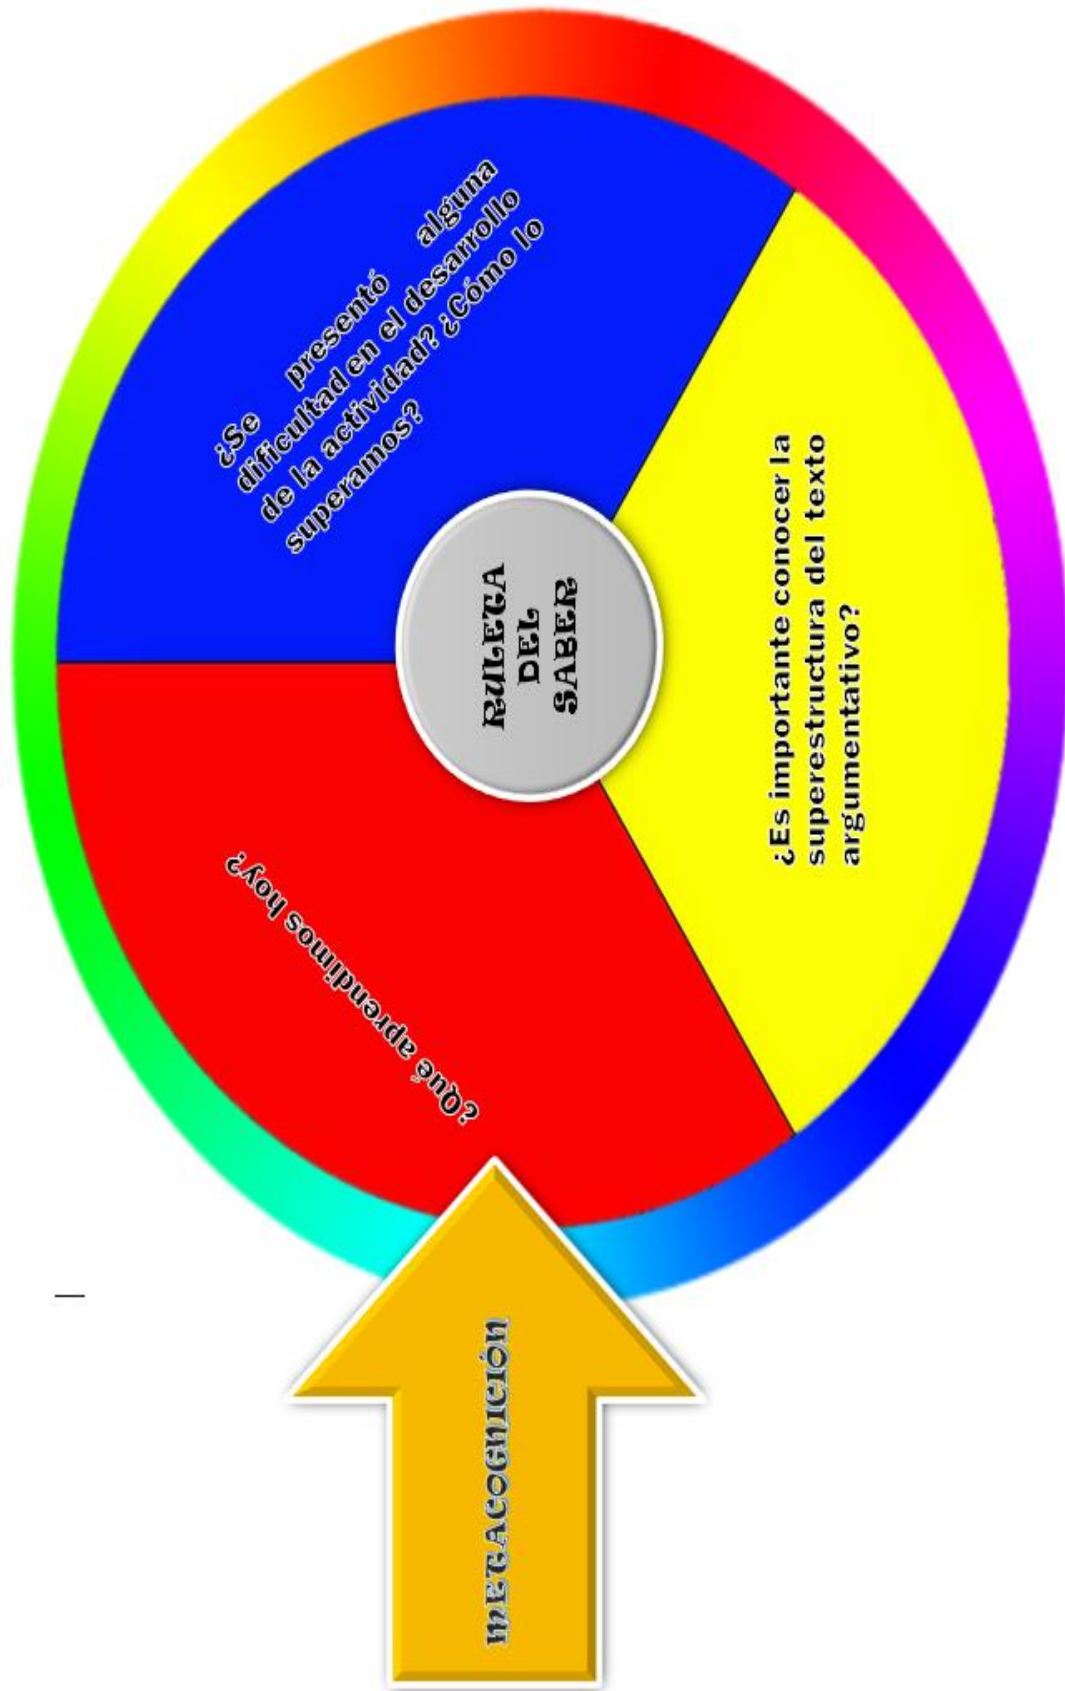 METACOGNICIÓN
¿Qué aprendimos hoy?
RULETA
DEL
SABER
¿Se presentó alguna
dificultad en el desarrollo
de la actividad? ¿Cómo lo
superamos?
¿Es importante conocer la
superestructura del texto
argumentativo?